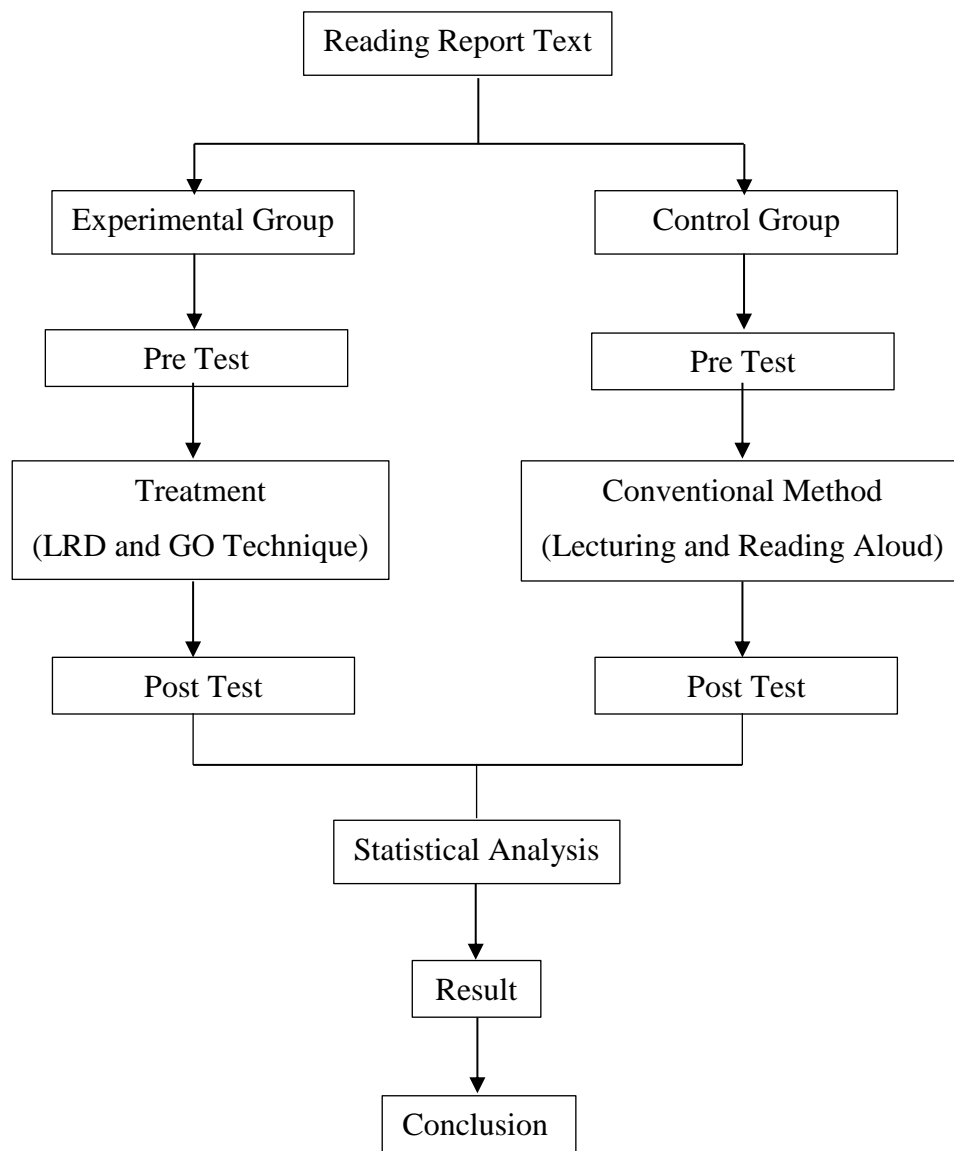 Reading Report Text
Experimental Group
Control Group
Pre Test
Pre Test
Treatment
(LRD and GO Technique)
Conventional Method
(Lecturing and Reading Aloud)
Post Test
Post Test
Statistical Analysis
Result
Conclusion